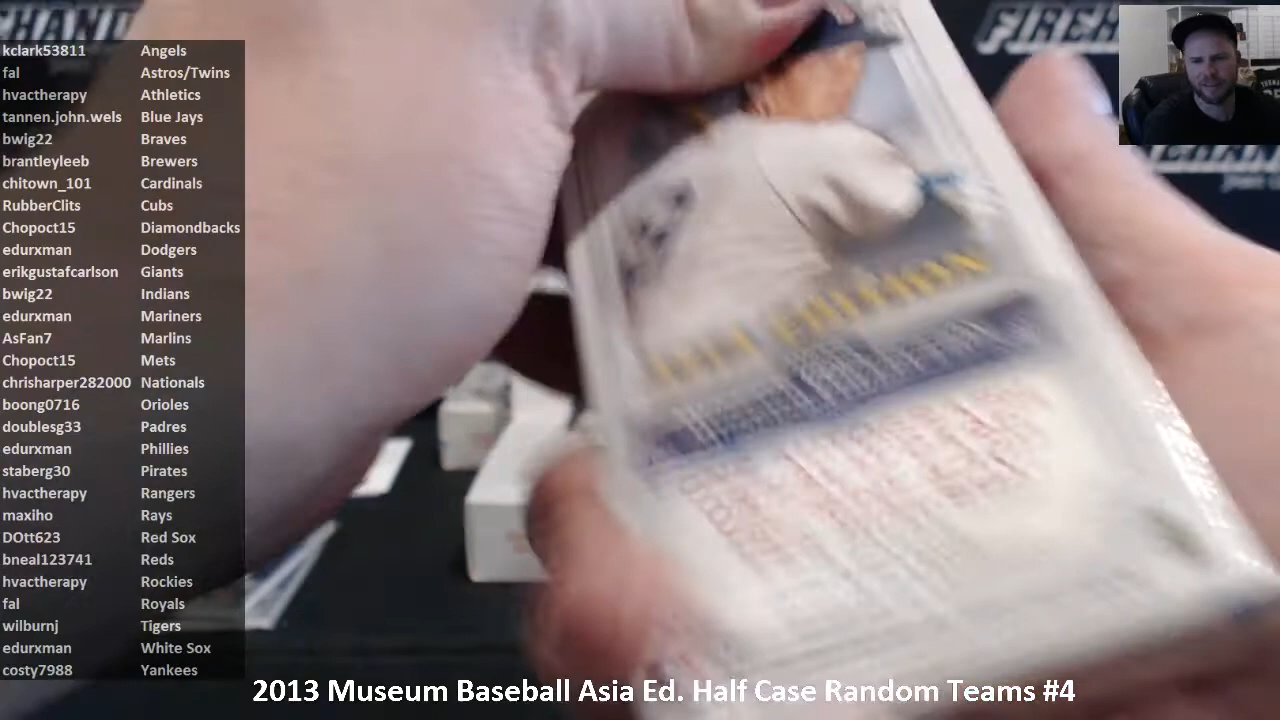 FIREHAND
kclark53811 Angels
fal Astros/Twins
hvactherapy Athletics
tannen.john.wels Blue Jays
bwig22 Braves
brantleyleeb Brewers
chitown_101 Cardinals
RubberClits Cubs
Chopoct15 Diamondbacks
edurxman Dodgers
erikgustafcarlson Giants
bwig22 Indians
edurxman Mariners
AsFan7 Marlins
Chopoct15 Mets
chrisharper282000 Nationals
boong0716 Orioles
doublesg33 Padres
edurxman Phillies
staberg30 Pirates
hvactherapy Rangers
maxiho Rays
DOtt623 Red Sox
bneal123741 Reds
hvactherapy Rockies
fal Royals
wilburnj Tigers
edurxman White Sox
costy7988 Yankees
2013 Museum Baseball Asia Ed. Half Case Random Teams #4